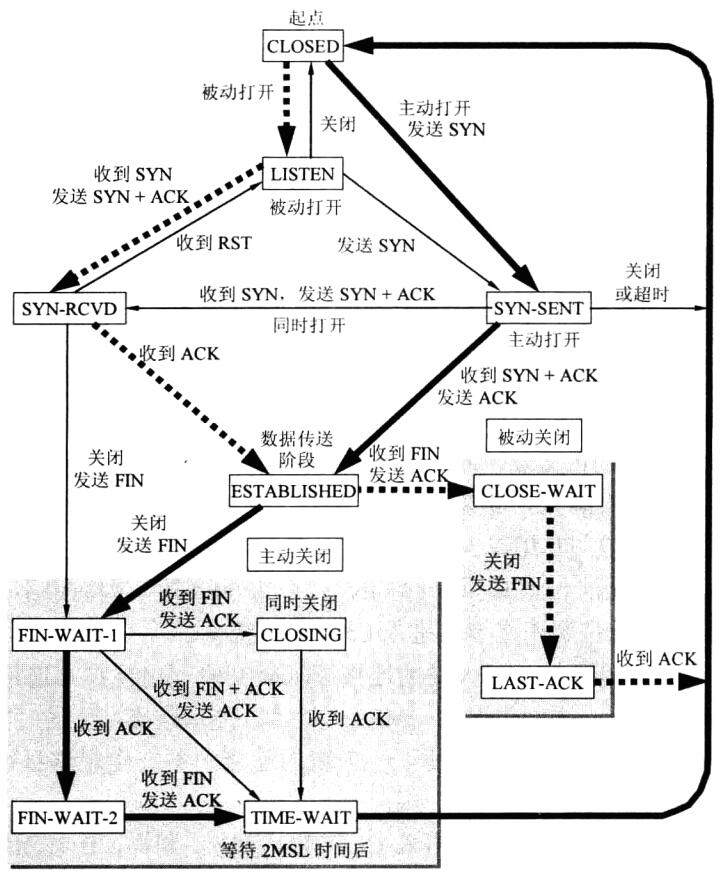 起点
CLOSED
被动打开
关闭
主动打开
发送 SYN
收到 SYN
发送 SYN + ACK
LISTEN
被动打开
收到 RST
发送 SYN
关闭
或超时
SYN-RCVD
收到 SYN，发送 SYN + ACK
同时打开
SYN-SENT
主动打开
收到 ACK
收到 SYN + ACK
发送 ACK
数据传送
阶段
被动关闭
收到 FIN
发送 ACK
关闭
发送 FIN
ESTABLISHED
CLOSE-WAIT
关闭
发送 FIN
主动关闭
关闭
发送 FIN
收到 FIN
发送 ACK
同时关闭
FIN-WAIT-1
CLOSING
LAST-ACK
收到 ACK
收到 FIN + ACK
发送 ACK
收到 ACK
收到 ACK
收到 FIN
发送 ACK
FIN-WAIT-2
TIME-WAIT
等待 2MSL 时间后